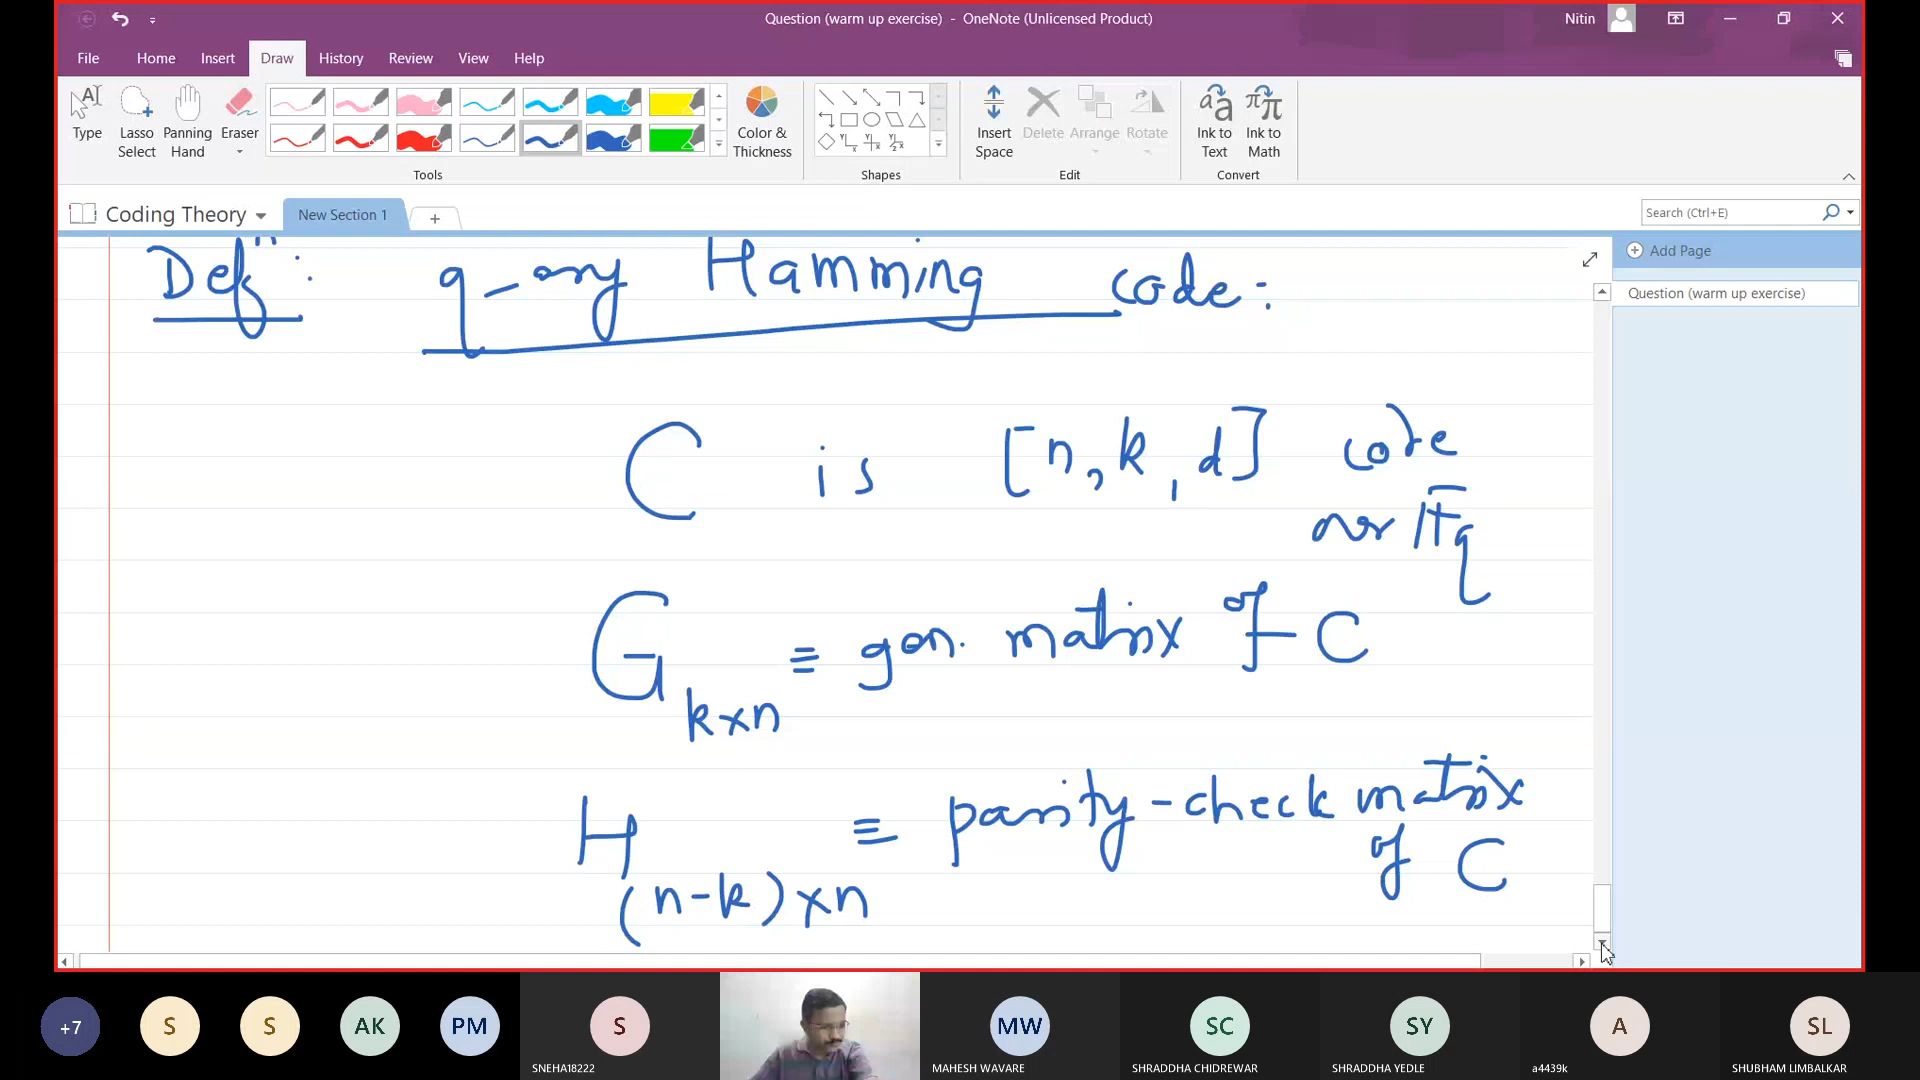 Question (warm up exercise) - OneNote (Unlicensed Product)
Nitin
File Home Insert Draw History Review View Help
Type
Lasso Select
Panning Hand
Eraser
Color & Thickness
Insert Space
Delete
Arrange
Rotate
Ink to Text
Ink to Math
Tools
Shapes
Edit
Convert
Coding Theory
New Section 1
Search (Ctrl+E)
Add Page
Question (warm up exercise)
Defn: q-ary Hamming code:
C is [n, k, d] code
over Fq
G k×n ≡ gen. matrix of C
H (n-k)×n ≡ parity-check matrix
of C
+7
S
S
AK
PM
S
MW
SC
SY
A
SL
SNEHA18222
MAHESH WAVARE
SHRADDHA CHIDREWAR
SHRADDHA YEDLE
a4439k
SHUBHAM LIMBALKAR